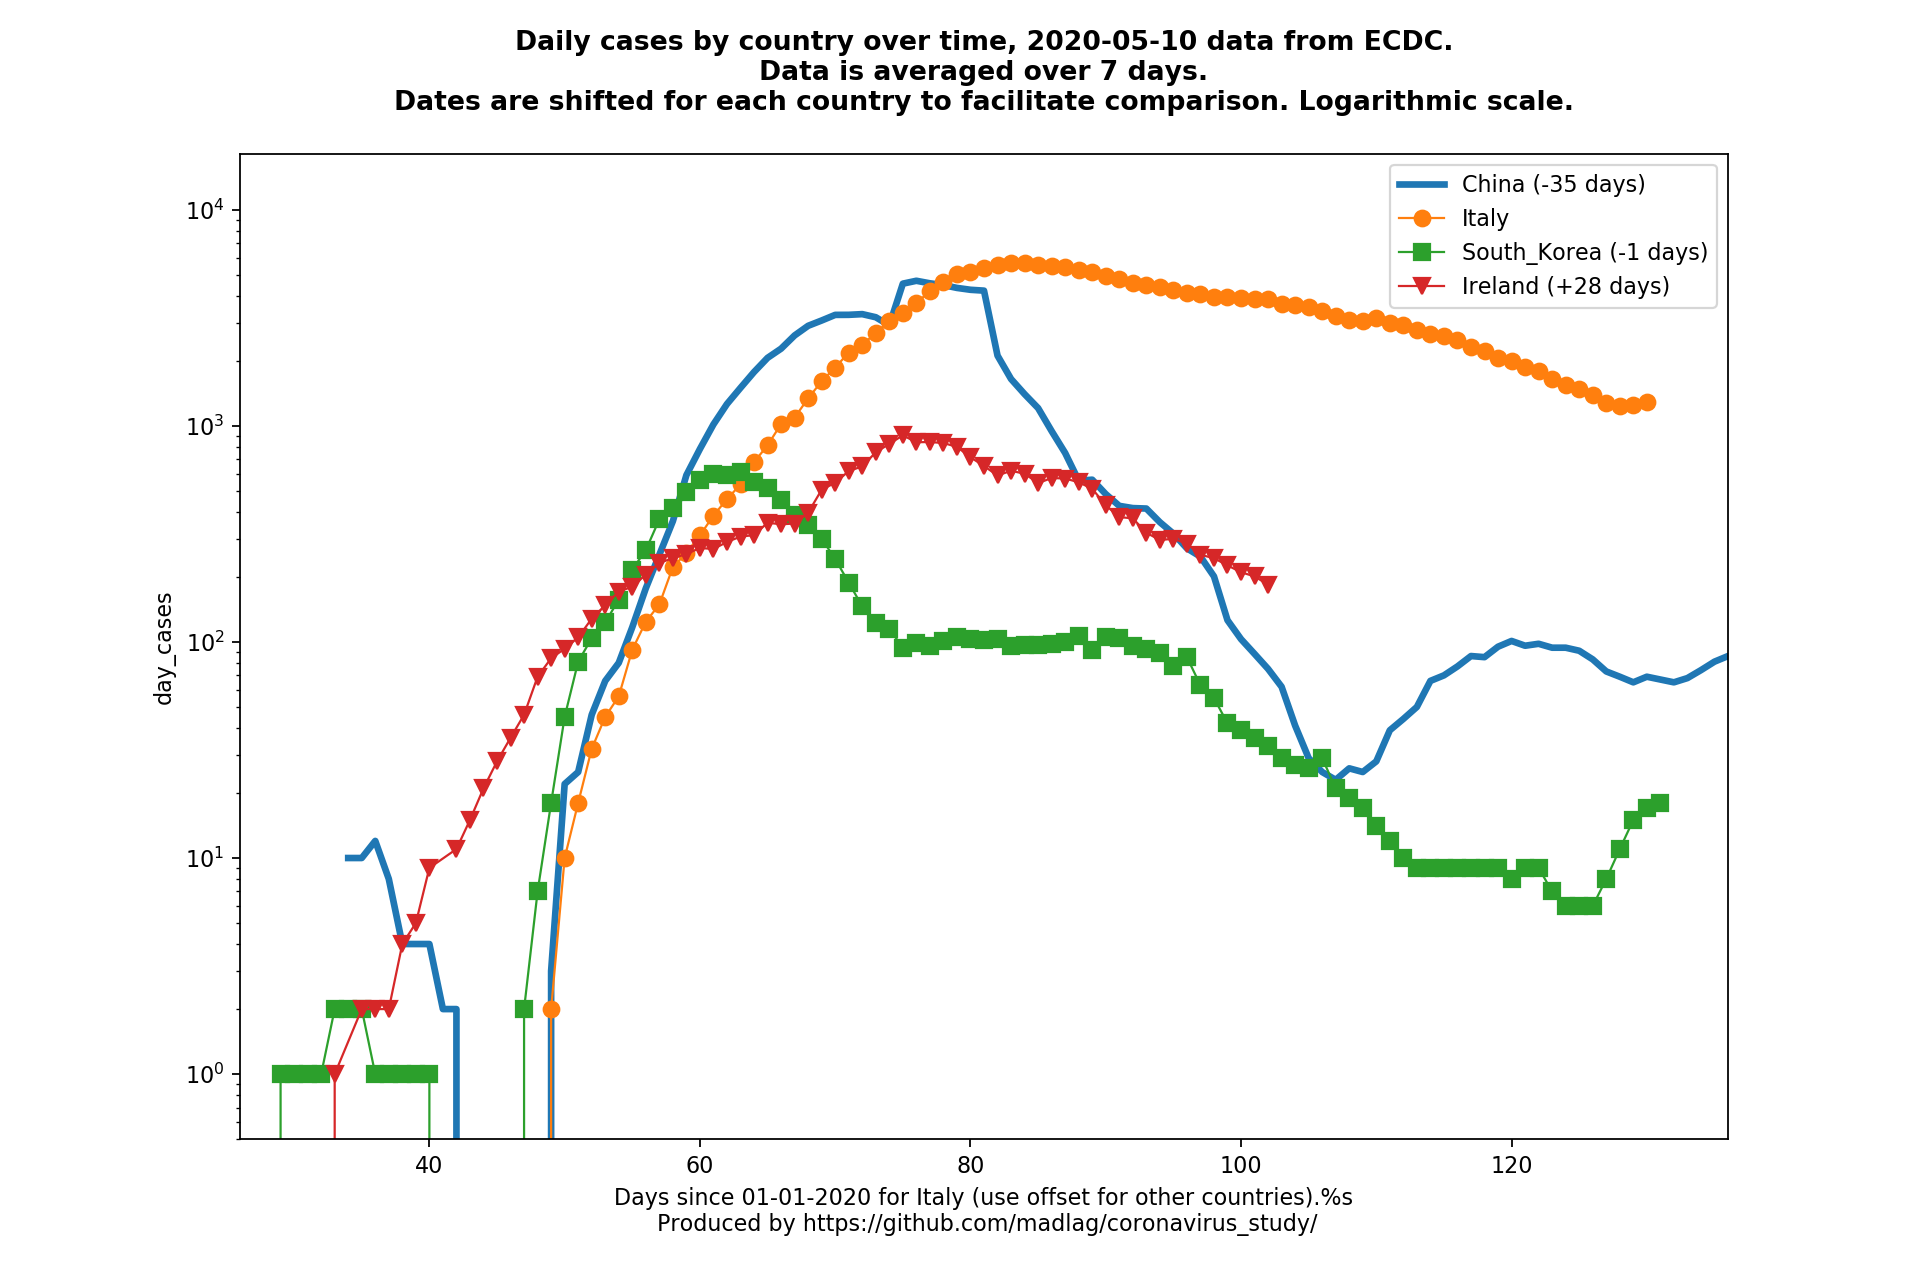 Daily cases by country over time, 2020-05-10 data from ECDC.
Data is averaged over 7 days.
Dates are shifted for each country to facilitate comparison. Logarithmic scale.
China (-35 days)
Italy
South_Korea (-1 days)
Ireland (+28 days)
day_cases
10⁴
10³
10²
10¹
10⁰
40 60 80 100 120
Days since 01-01-2020 for Italy (use offset for other countries).%s
Produced by https://github.com/madlag/coronavirus_study/